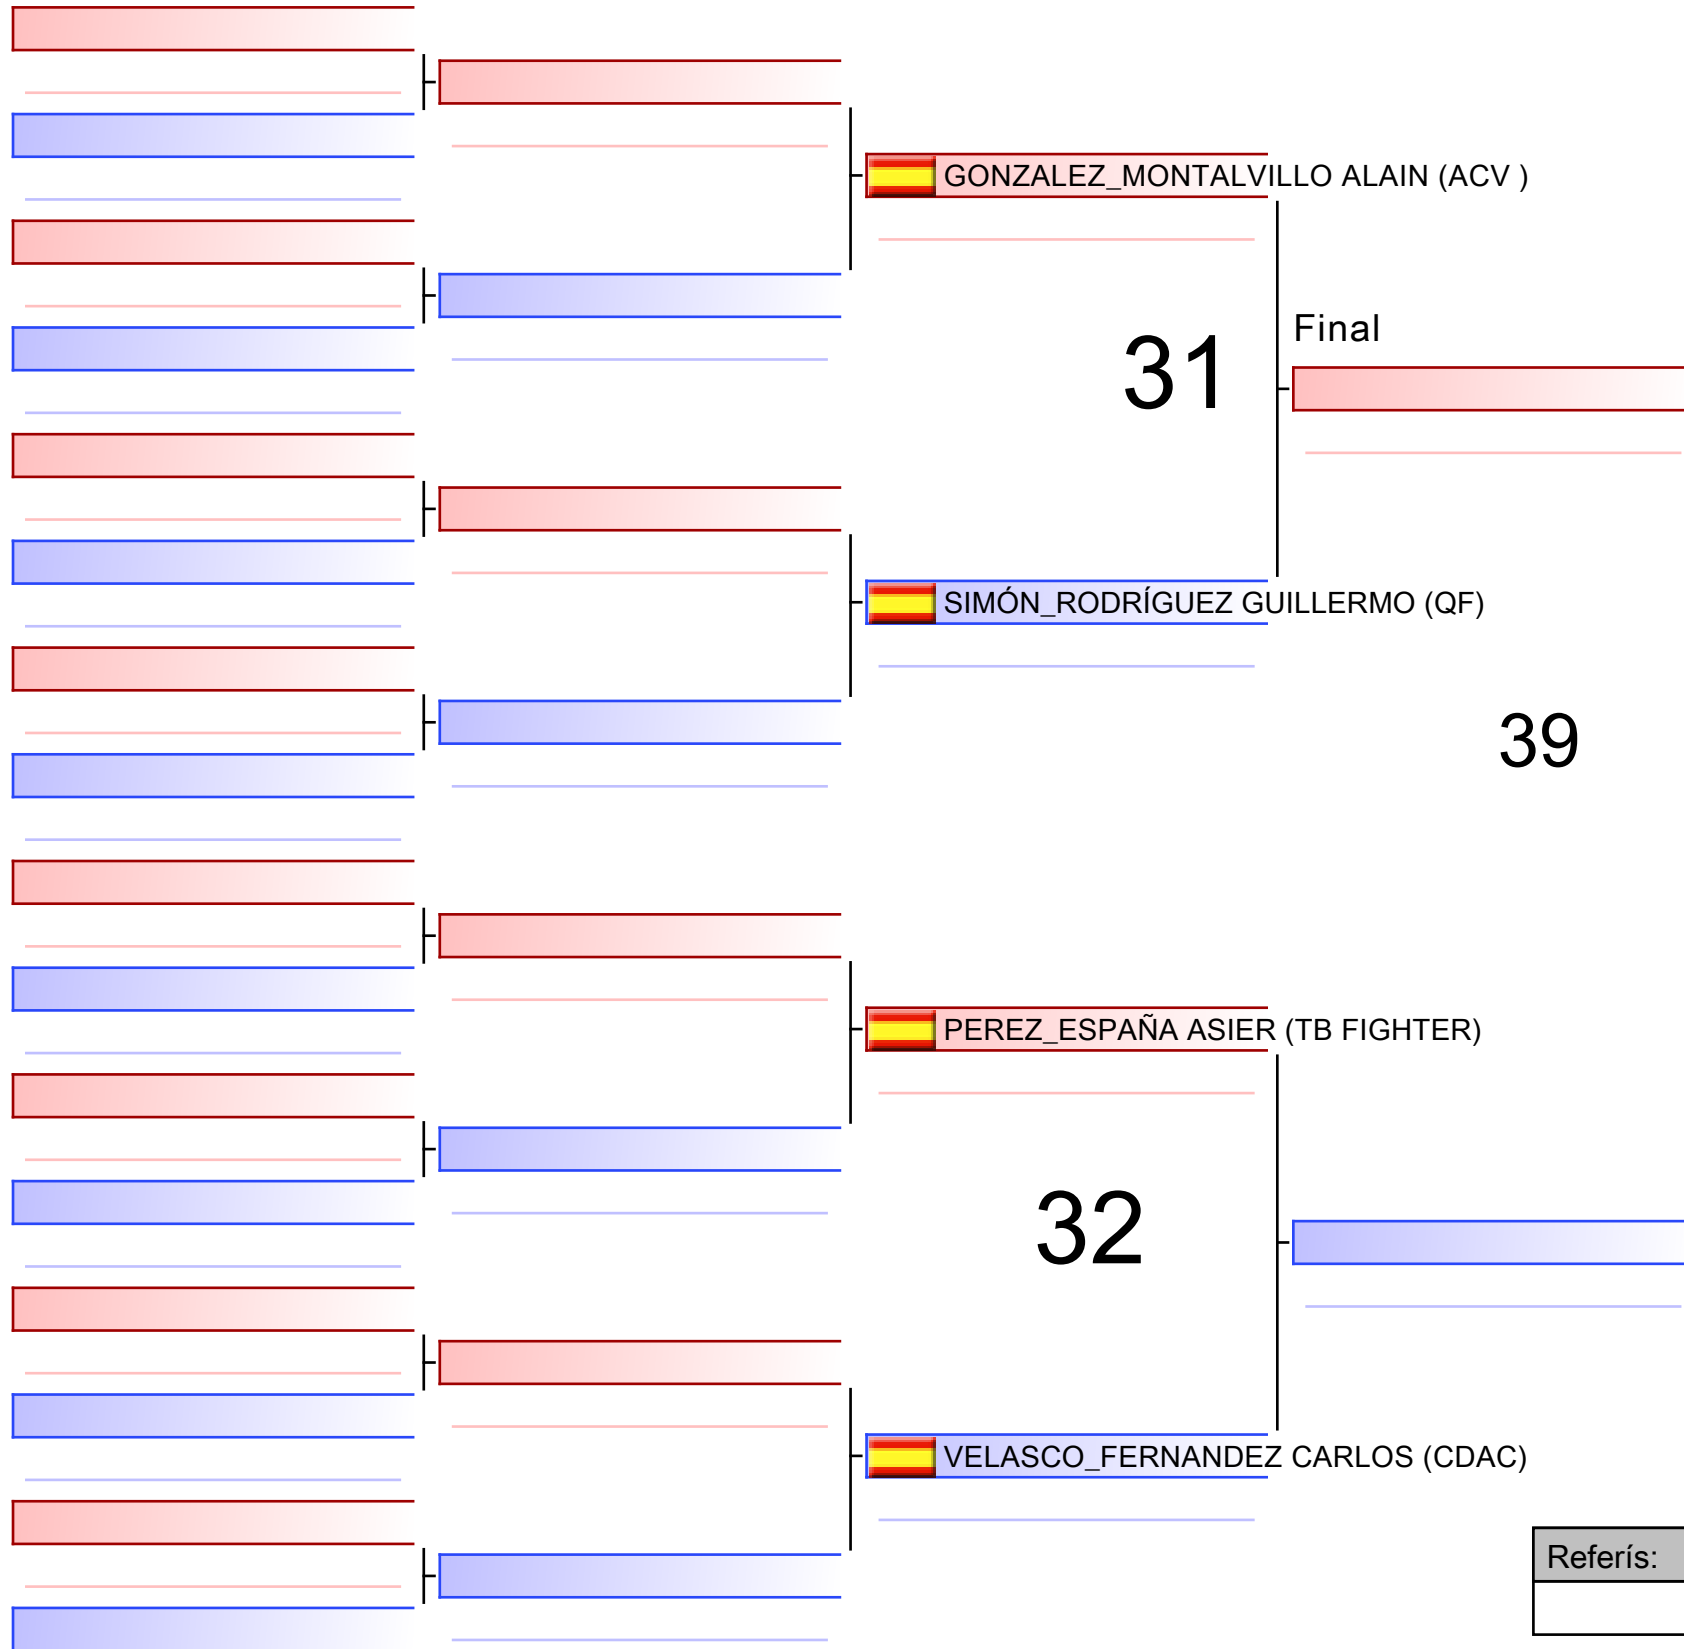 GONZALEZ_MONTALVILLO ALAIN (ACV )
Final
31
SIMÓN_RODRÍGUEZ GUILLERMO (QF)
39
PEREZ_ESPAÑA ASIER (TB FIGHTER)
32
VELASCO_FERNANDEZ CARLOS (CDAC)
Referís: